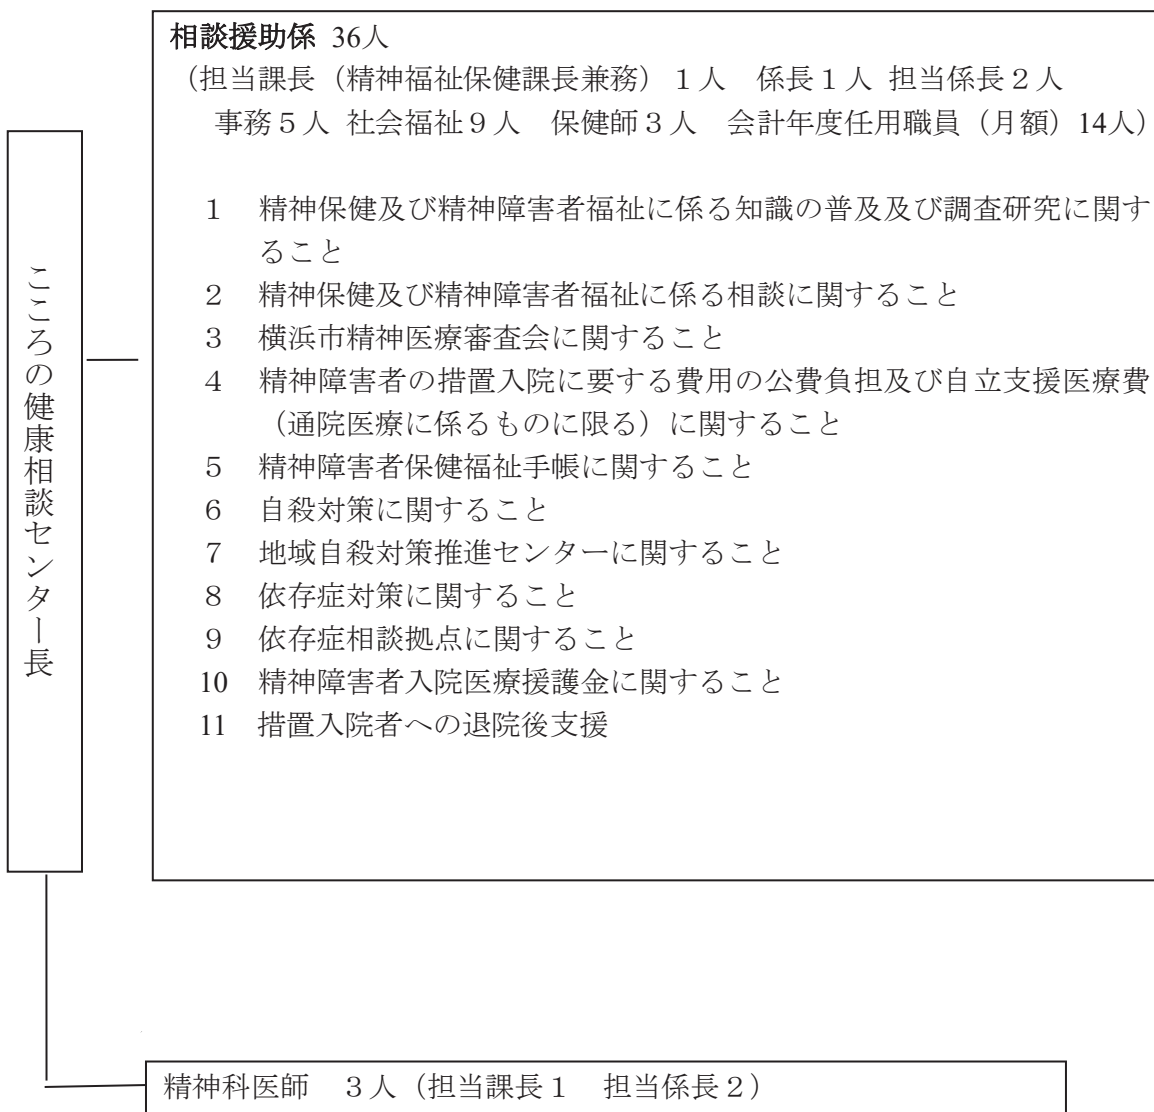 相談援助係 36人
（担当課長（精神福祉保健課長兼務）１人　係長１人 担当係長２人
事務５人 社会福祉９人　保健師３人　会計年度任用職員（月額）14人）
１　精神保健及び精神障害者福祉に係る知識の普及及び調査研究に関す
ること
２　精神保健及び精神障害者福祉に係る相談に関すること
３　横浜市精神医療審査会に関すること
４　精神障害者の措置入院に要する費用の公費負担及び自立支援医療費
（通院医療に係るものに限る）に関すること
５　精神障害者保健福祉手帳に関すること
６　自殺対策に関すること
７　地域自殺対策推進センターに関すること
８　依存症対策に関すること
９　依存症相談拠点に関すること
10　精神障害者入院医療援護金に関すること
11　措置入院者への退院後支援
こころの健康相談センター長
精神科医師　３人（担当課長１　担当係長２）